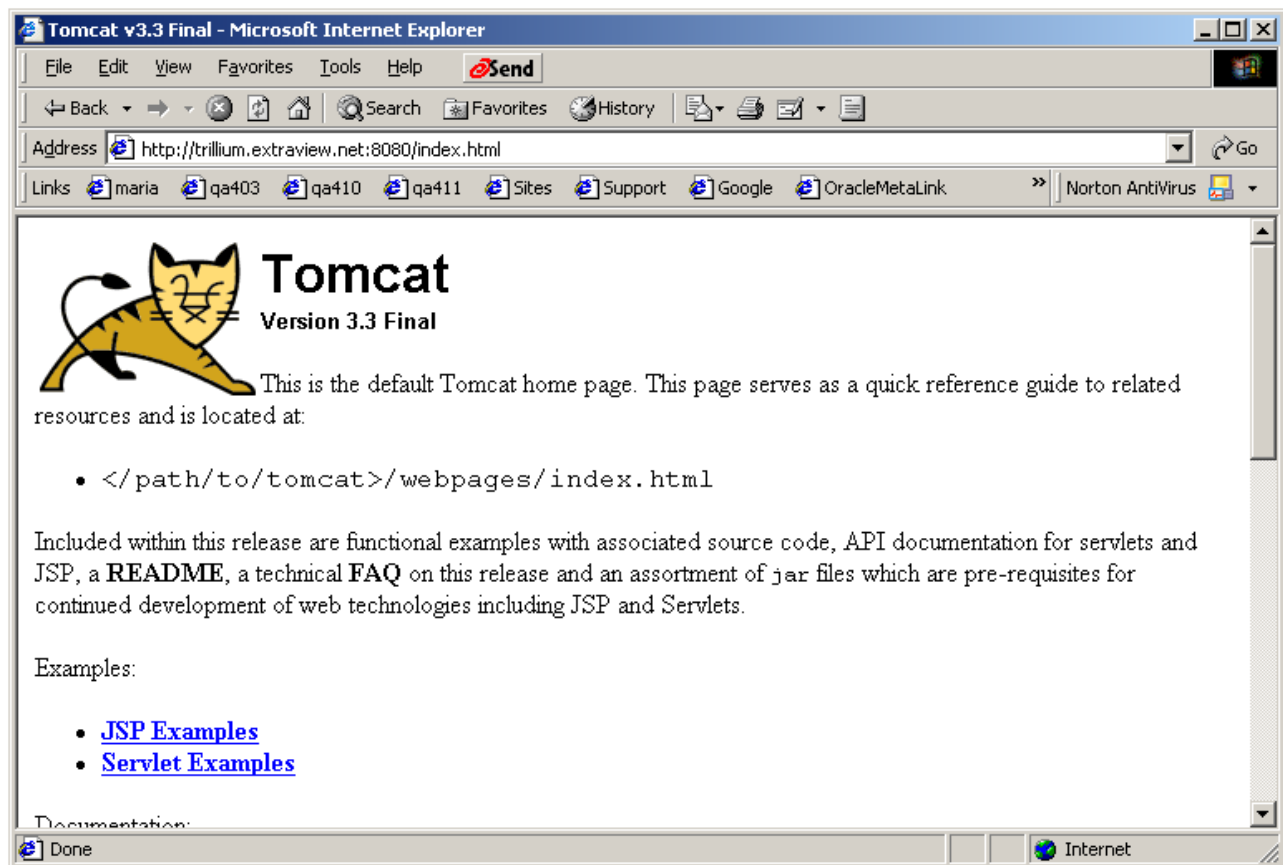 Tomcat v3.3 Final - Microsoft Internet Explorer
File Edit View Favorites Tools Help eSend
Back Search Favorites History
Address http://trillium.extraview.net:8080/index.html Go
Links maria qa403 qa410 qa411 Sites Support Google OracleMetaLink » Norton AntiVirus
Tomcat
Version 3.3 Final
This is the default Tomcat home page. This page serves as a quick reference guide to related
resources and is located at:
• </path/to/tomcat>/webpages/index.html
Included within this release are functional examples with associated source code, API documentation for servlets and
JSP, a README, a technical FAQ on this release and an assortment of jar files which are pre-requisites for
continued development of web technologies including JSP and Servlets.
Examples:
• JSP Examples
• Servlet Examples
Documentation:
Done Internet